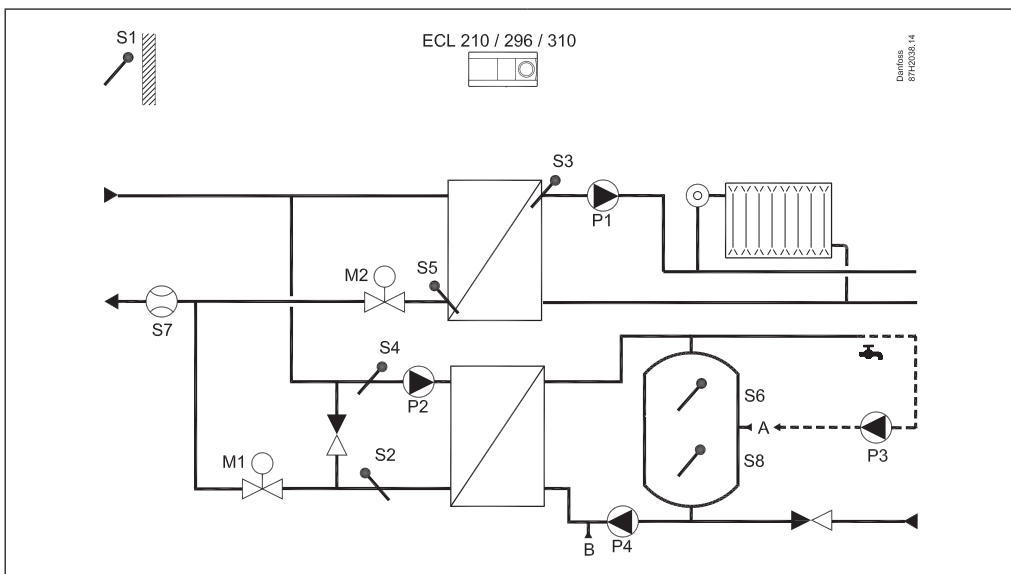 S1
ECL 210 / 296 / 310
Danfoss
87H2038.14
S3
P1
M2
S5
S7
S4
P2
S6
A
S8
P3
M1
S2
B
P4